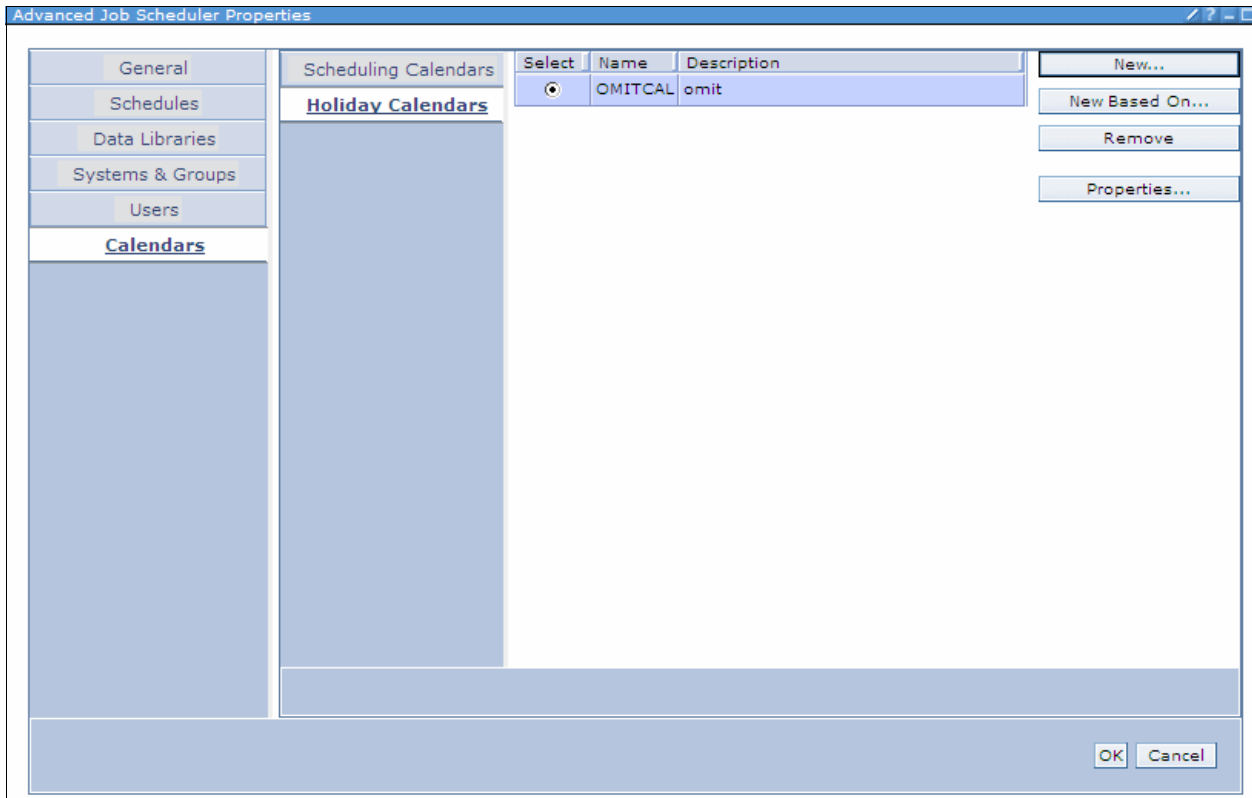 Advanced Job Scheduler Properties
General
Schedules
Data Libraries
Systems & Groups
Users
Calendars
Scheduling Calendars
Holiday Calendars
Select Name Description
OMITCAL omit
New...
New Based On...
Remove
Properties...
OK Cancel